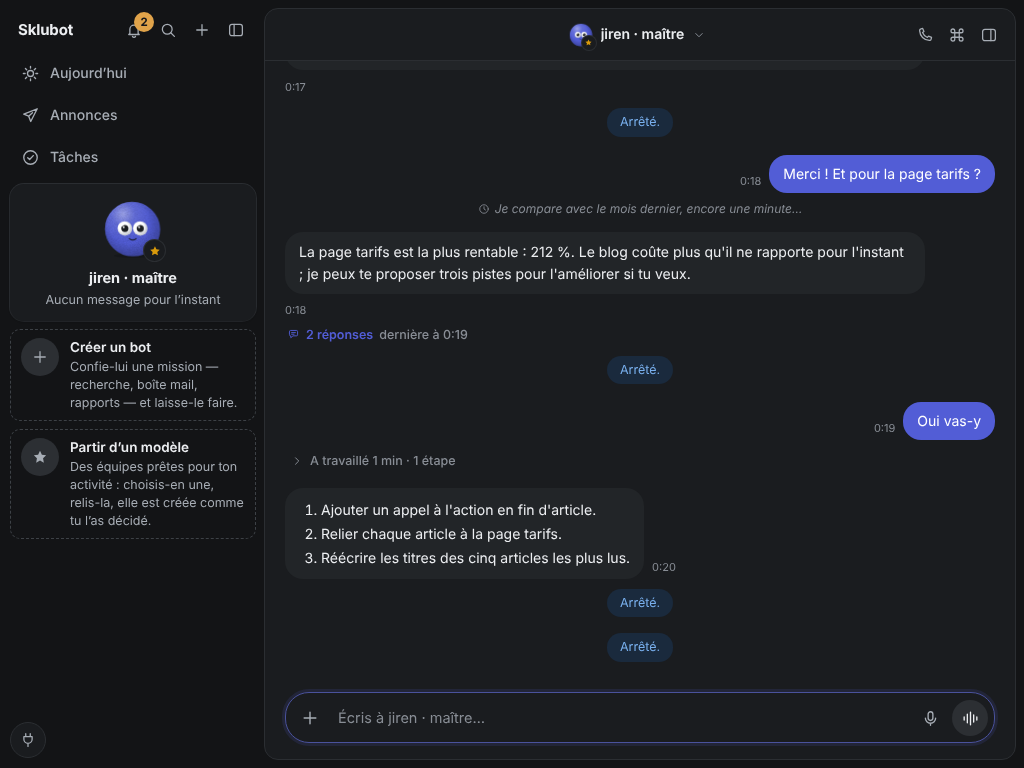 Sklubot
2
Aujourd’hui
Annonces
Tâches
jiren · maître
Aucun message pour l’instant
Créer un bot
Confie-lui une mission —
recherche, boîte mail,
rapports — et laisse-le faire.
Partir d’un modèle
Des équipes prêtes pour ton
activité : choisis-en une,
relis-la, elle est créée comme
tu l’as décidé.
jiren · maître
0:17
Arrêté.
0:18
Merci ! Et pour la page tarifs ?
Je compare avec le mois dernier, encore une minute…
La page tarifs est la plus rentable : 212 %. Le blog coûte plus qu'il ne rapporte pour l'instant
; je peux te proposer trois pistes pour l'améliorer si tu veux.
0:18
2 réponses dernière à 0:19
Arrêté.
0:19
Oui vas-y
A travaillé 1 min · 1 étape
1. Ajouter un appel à l'action en fin d'article.
2. Relier chaque article à la page tarifs.
3. Réécrire les titres des cinq articles les plus lus.
0:20
Arrêté.
Arrêté.
Écris à jiren · maître…